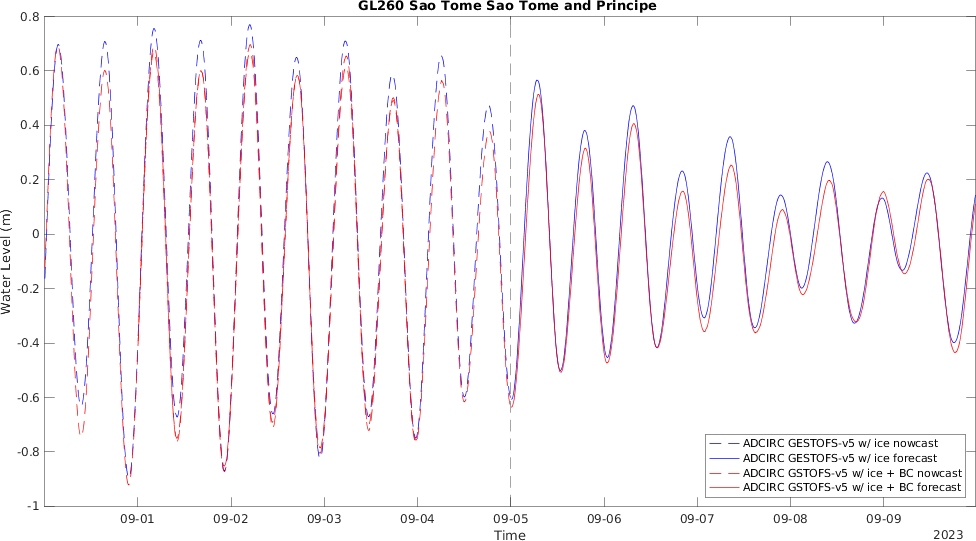 GL260 Sao Tome Sao Tome and Principe
0.8
0.6
0.4
0.2
0
-0.2
-0.4
-0.6
-0.8
-1
Water Level (m)
ADCIRC GESTOFS-v5 w/ ice nowcast
ADCIRC GESTOFS-v5 w/ ice forecast
ADCIRC GSTOFS-v5 w/ ice + BC nowcast
ADCIRC GSTOFS-v5 w/ ice + BC forecast
09-01 09-02 09-03 09-04 09-05 09-06 09-07 09-08 09-09
Time
2023